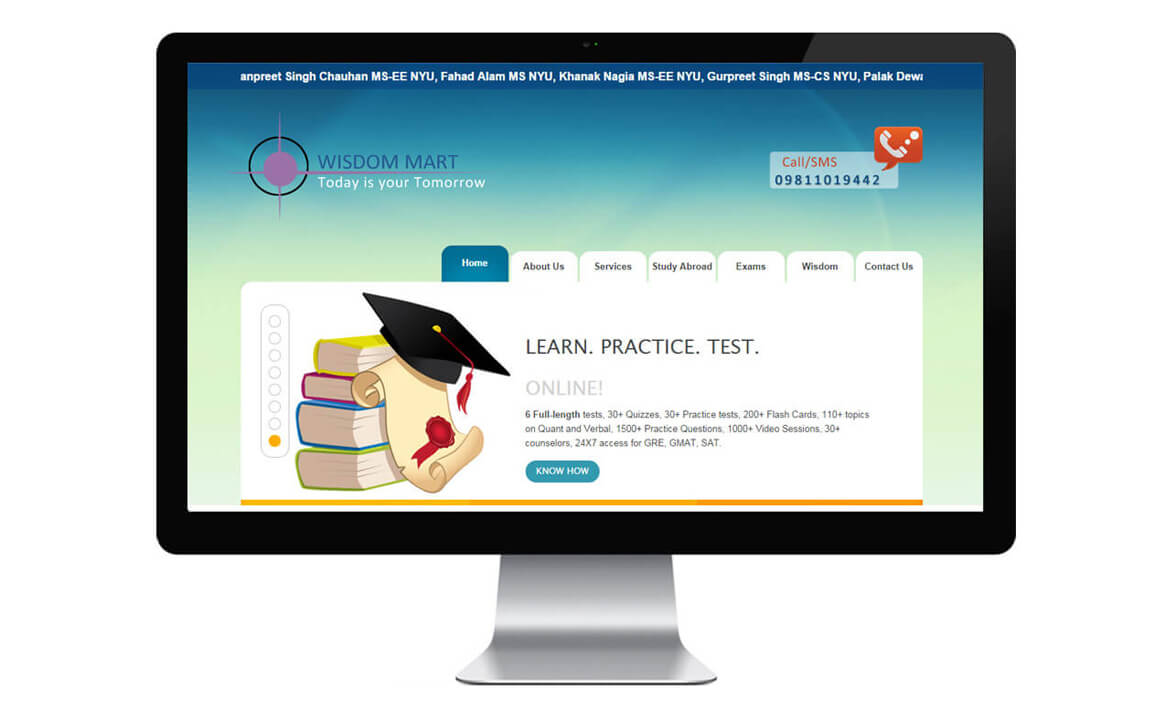 anpreet Singh Chauhan MS-EE NYU, Fahad Alam MS NYU, Khanak Nagia MS-EE NYU, Gurpreet Singh MS-CS NYU, Palak Dewa
WISDOM MART
Today is your Tomorrow
Call/SMS
09811019442
Home About Us Services Study Abroad Exams Wisdom Contact Us
LEARN. PRACTICE. TEST.
ONLINE!
6 Full-length tests, 30+ Quizzes, 30+ Practice tests, 200+ Flash Cards, 110+ topics
on Quant and Verbal, 1500+ Practice Questions, 1000+ Video Sessions, 30+
counselors, 24X7 access for GRE, GMAT, SAT.
KNOW HOW